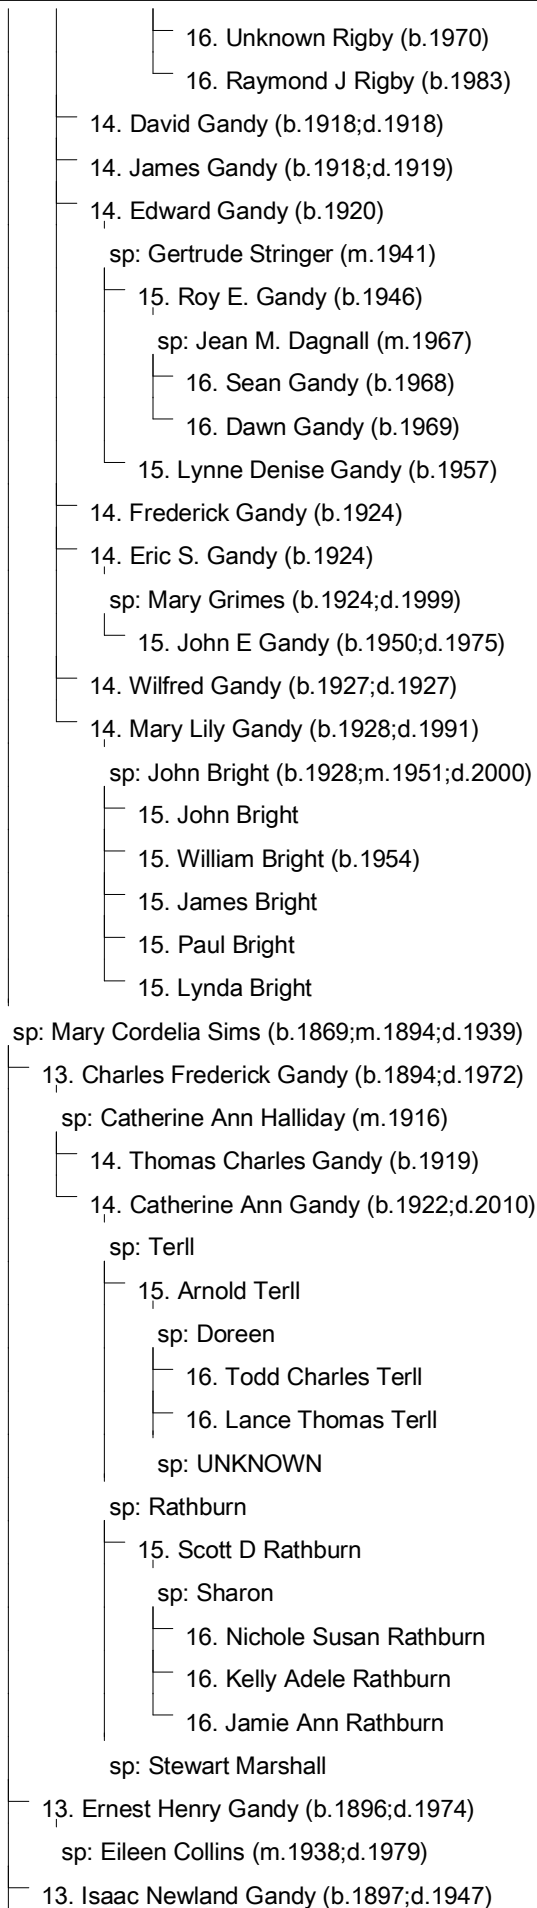 16. Unknown Rigby (b.1970)
16. Raymond J Rigby (b.1983)
14. David Gandy (b.1918;d.1918)
14. James Gandy (b.1918;d.1919)
14. Edward Gandy (b.1920)
sp: Gertrude Stringer (m.1941)
15. Roy E. Gandy (b.1946)
sp: Jean M. Dagnall (m.1967)
16. Sean Gandy (b.1968)
16. Dawn Gandy (b.1969)
15. Lynne Denise Gandy (b.1957)
14. Frederick Gandy (b.1924)
14. Eric S. Gandy (b.1924)
sp: Mary Grimes (b.1924;d.1999)
15. John E Gandy (b.1950;d.1975)
14. Wilfred Gandy (b.1927;d.1927)
14. Mary Lily Gandy (b.1928;d.1991)
sp: John Bright (b.1928;m.1951;d.2000)
15. John Bright
15. William Bright (b.1954)
15. James Bright
15. Paul Bright
15. Lynda Bright
sp: Mary Cordelia Sims (b.1869;m.1894;d.1939)
13. Charles Frederick Gandy (b.1894;d.1972)
sp: Catherine Ann Halliday (m.1916)
14. Thomas Charles Gandy (b.1919)
14. Catherine Ann Gandy (b.1922;d.2010)
sp: Terll
15. Arnold Terll
sp: Doreen
16. Todd Charles Terll
16. Lance Thomas Terll
sp: UNKNOWN
sp: Rathburn
15. Scott D Rathburn
sp: Sharon
16. Nichole Susan Rathburn
16. Kelly Adele Rathburn
16. Jamie Ann Rathburn
sp: Stewart Marshall
13. Ernest Henry Gandy (b.1896;d.1974)
sp: Eileen Collins (m.1938;d.1979)
13. Isaac Newland Gandy (b.1897;d.1947)